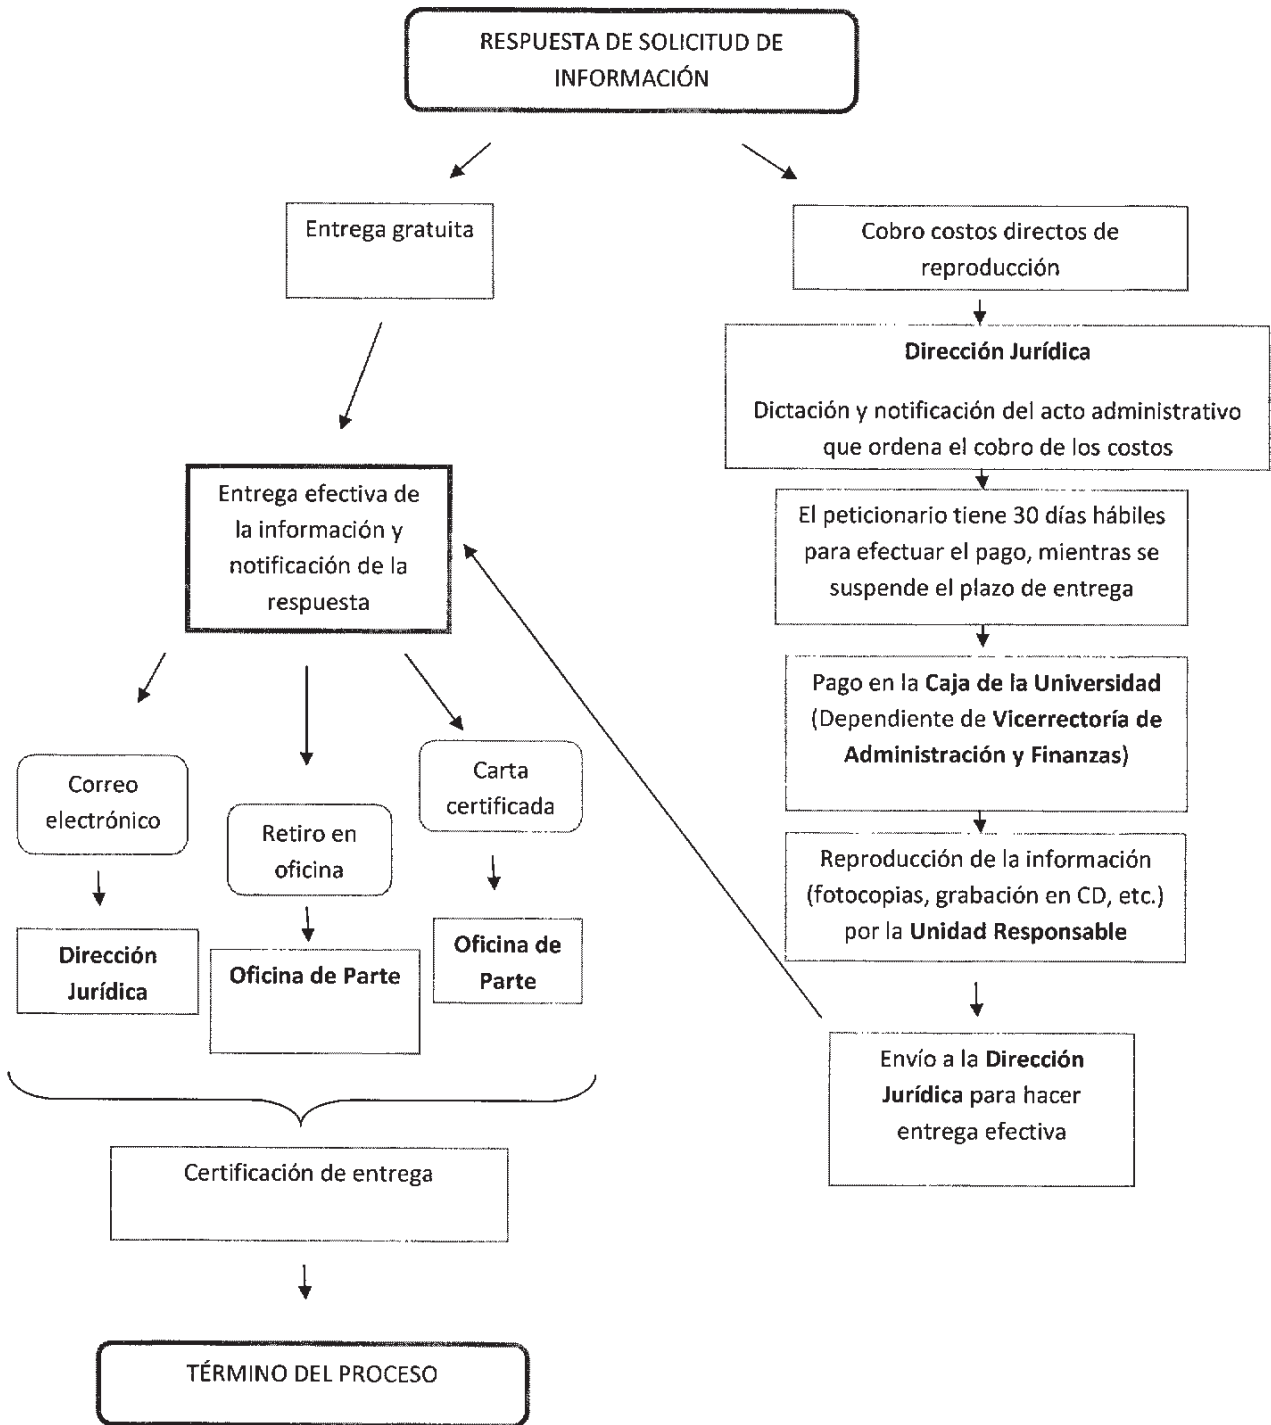 RESPUESTA DE SOLICITUD DE
INFORMACIÓN
Entrega gratuita
Cobro costos directos de
reproducción
Dirección Jurídica
Dictación y notificación del acto administrativo
que ordena el cobro de los costos
Entrega efectiva de
la información y
notificación de la
respuesta
El peticionario tiene 30 días hábiles
para efectuar el pago, mientras se
suspende el plazo de entrega
Pago en la Caja de la Universidad
(Dependiente de Vicerrectoría de
Administración y Finanzas)
Correo
electrónico
Retiro en
oficina
Carta
certificada
Reproducción de la información
(fotocopias, grabación en CD, etc.)
por la Unidad Responsable
Dirección
Jurídica
Oficina de Parte
Oficina de
Parte
Envío a la Dirección
Jurídica para hacer
entrega efectiva
Certificación de entrega
TÉRMINO DEL PROCESO